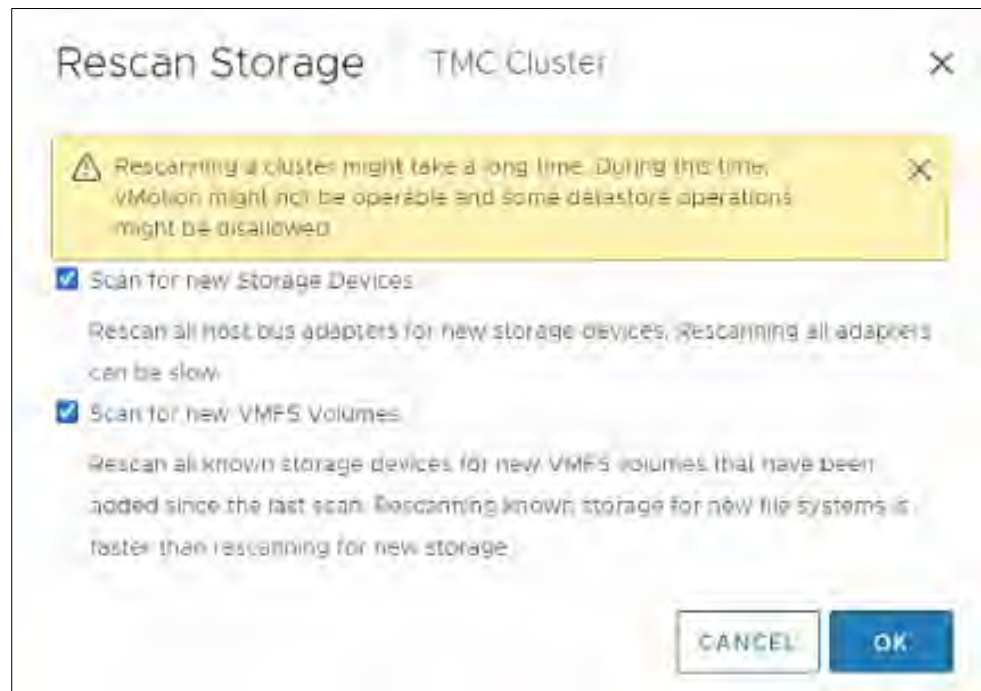 Rescan Storage TMC Cluster
Rescanning a cluster might take a long time. During this time,
vMotion might not be operable and some datastore operations
might be disallowed.
Scan for new Storage Devices
Rescan all host bus adapters for new storage devices. Rescanning all adapters
can be slow.
Scan for new VMFS Volumes
Rescan all known storage devices for new VMFS volumes that have been
added since the last scan. Rescanning known storage for new file systems is
faster than rescanning for new storage.
CANCEL OK